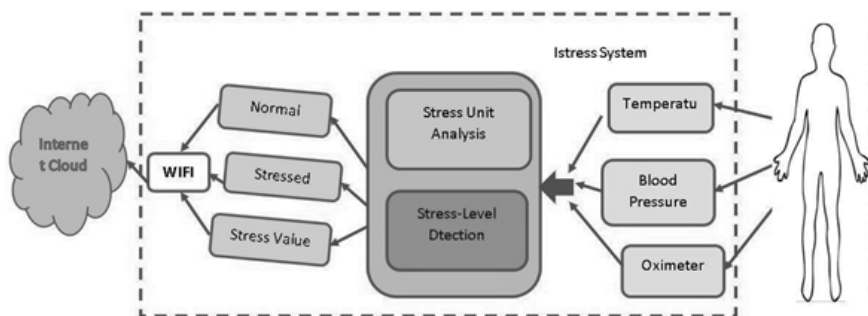 Istress System
Normal
Stressed
Stress Value
Interne
t Cloud
WIFI
Stress Unit
Analysis
Stress-Level
Dtection
Temperatu
Blood
Pressure
Oximeter